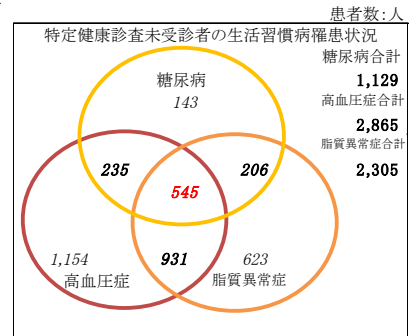 患者数:人
特定健康診査未受診者の生活習慣病罹患状況
糖尿病合計
糖尿病
1,129
143
高血圧症合計
2,865
脂質異常症合計
235
206
2,305
545
1,154
931
623
高血圧症
脂質異常症